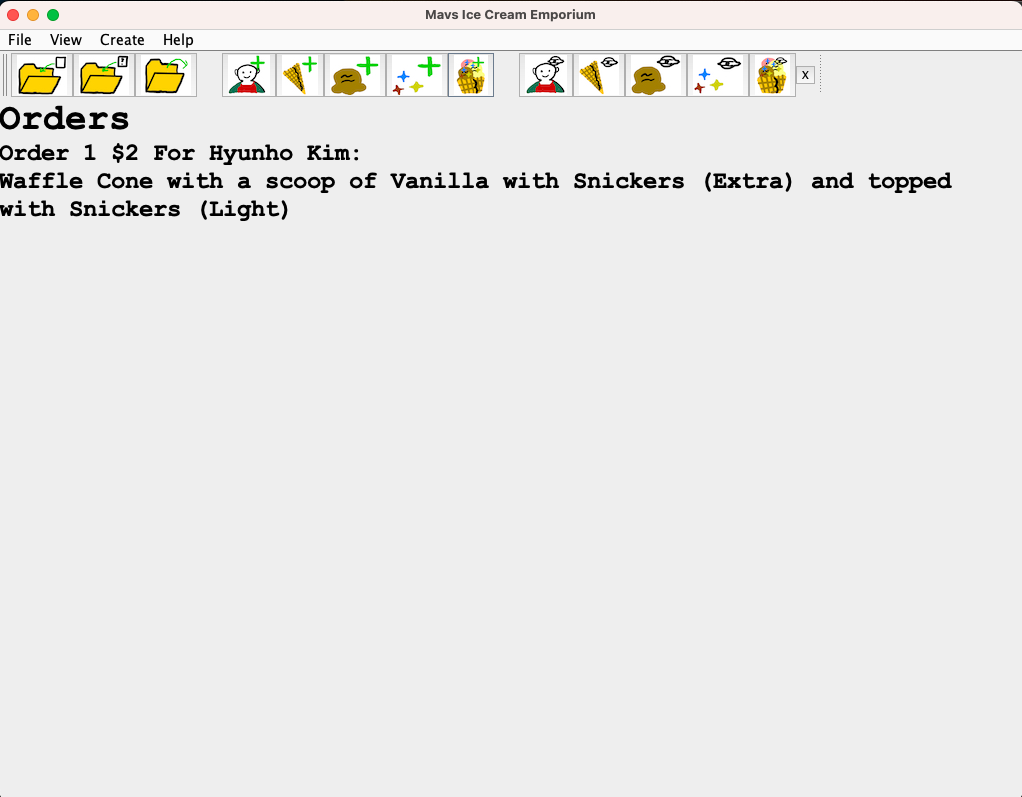 Mavs Ice Cream Emporium
File View Create Help
?
X
Orders
Order 1 $2 For Hyunho Kim:
Waffle Cone with a scoop of Vanilla with Snickers (Extra) and topped
with Snickers (Light)